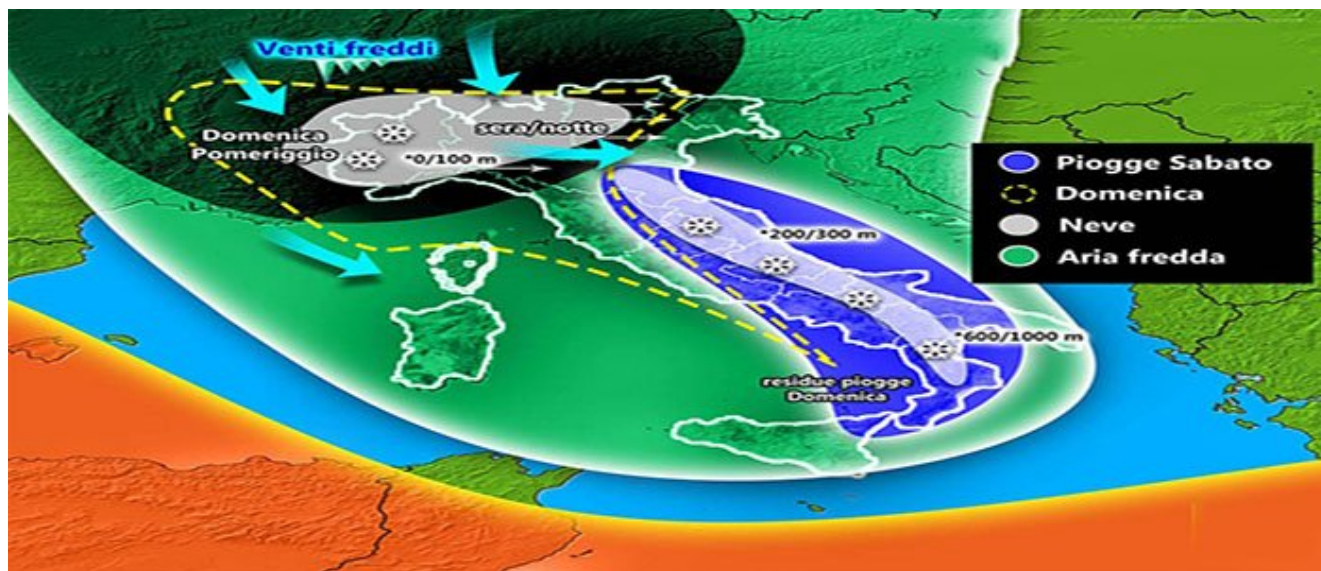 Venti freddi
Domenica
Pomeriggio
sera/notte
*0/100 m
*200/300 m
*600/1000 m
residue piogge
Domenica
Piogge Sabato
Domenica
Neve
Aria fredda